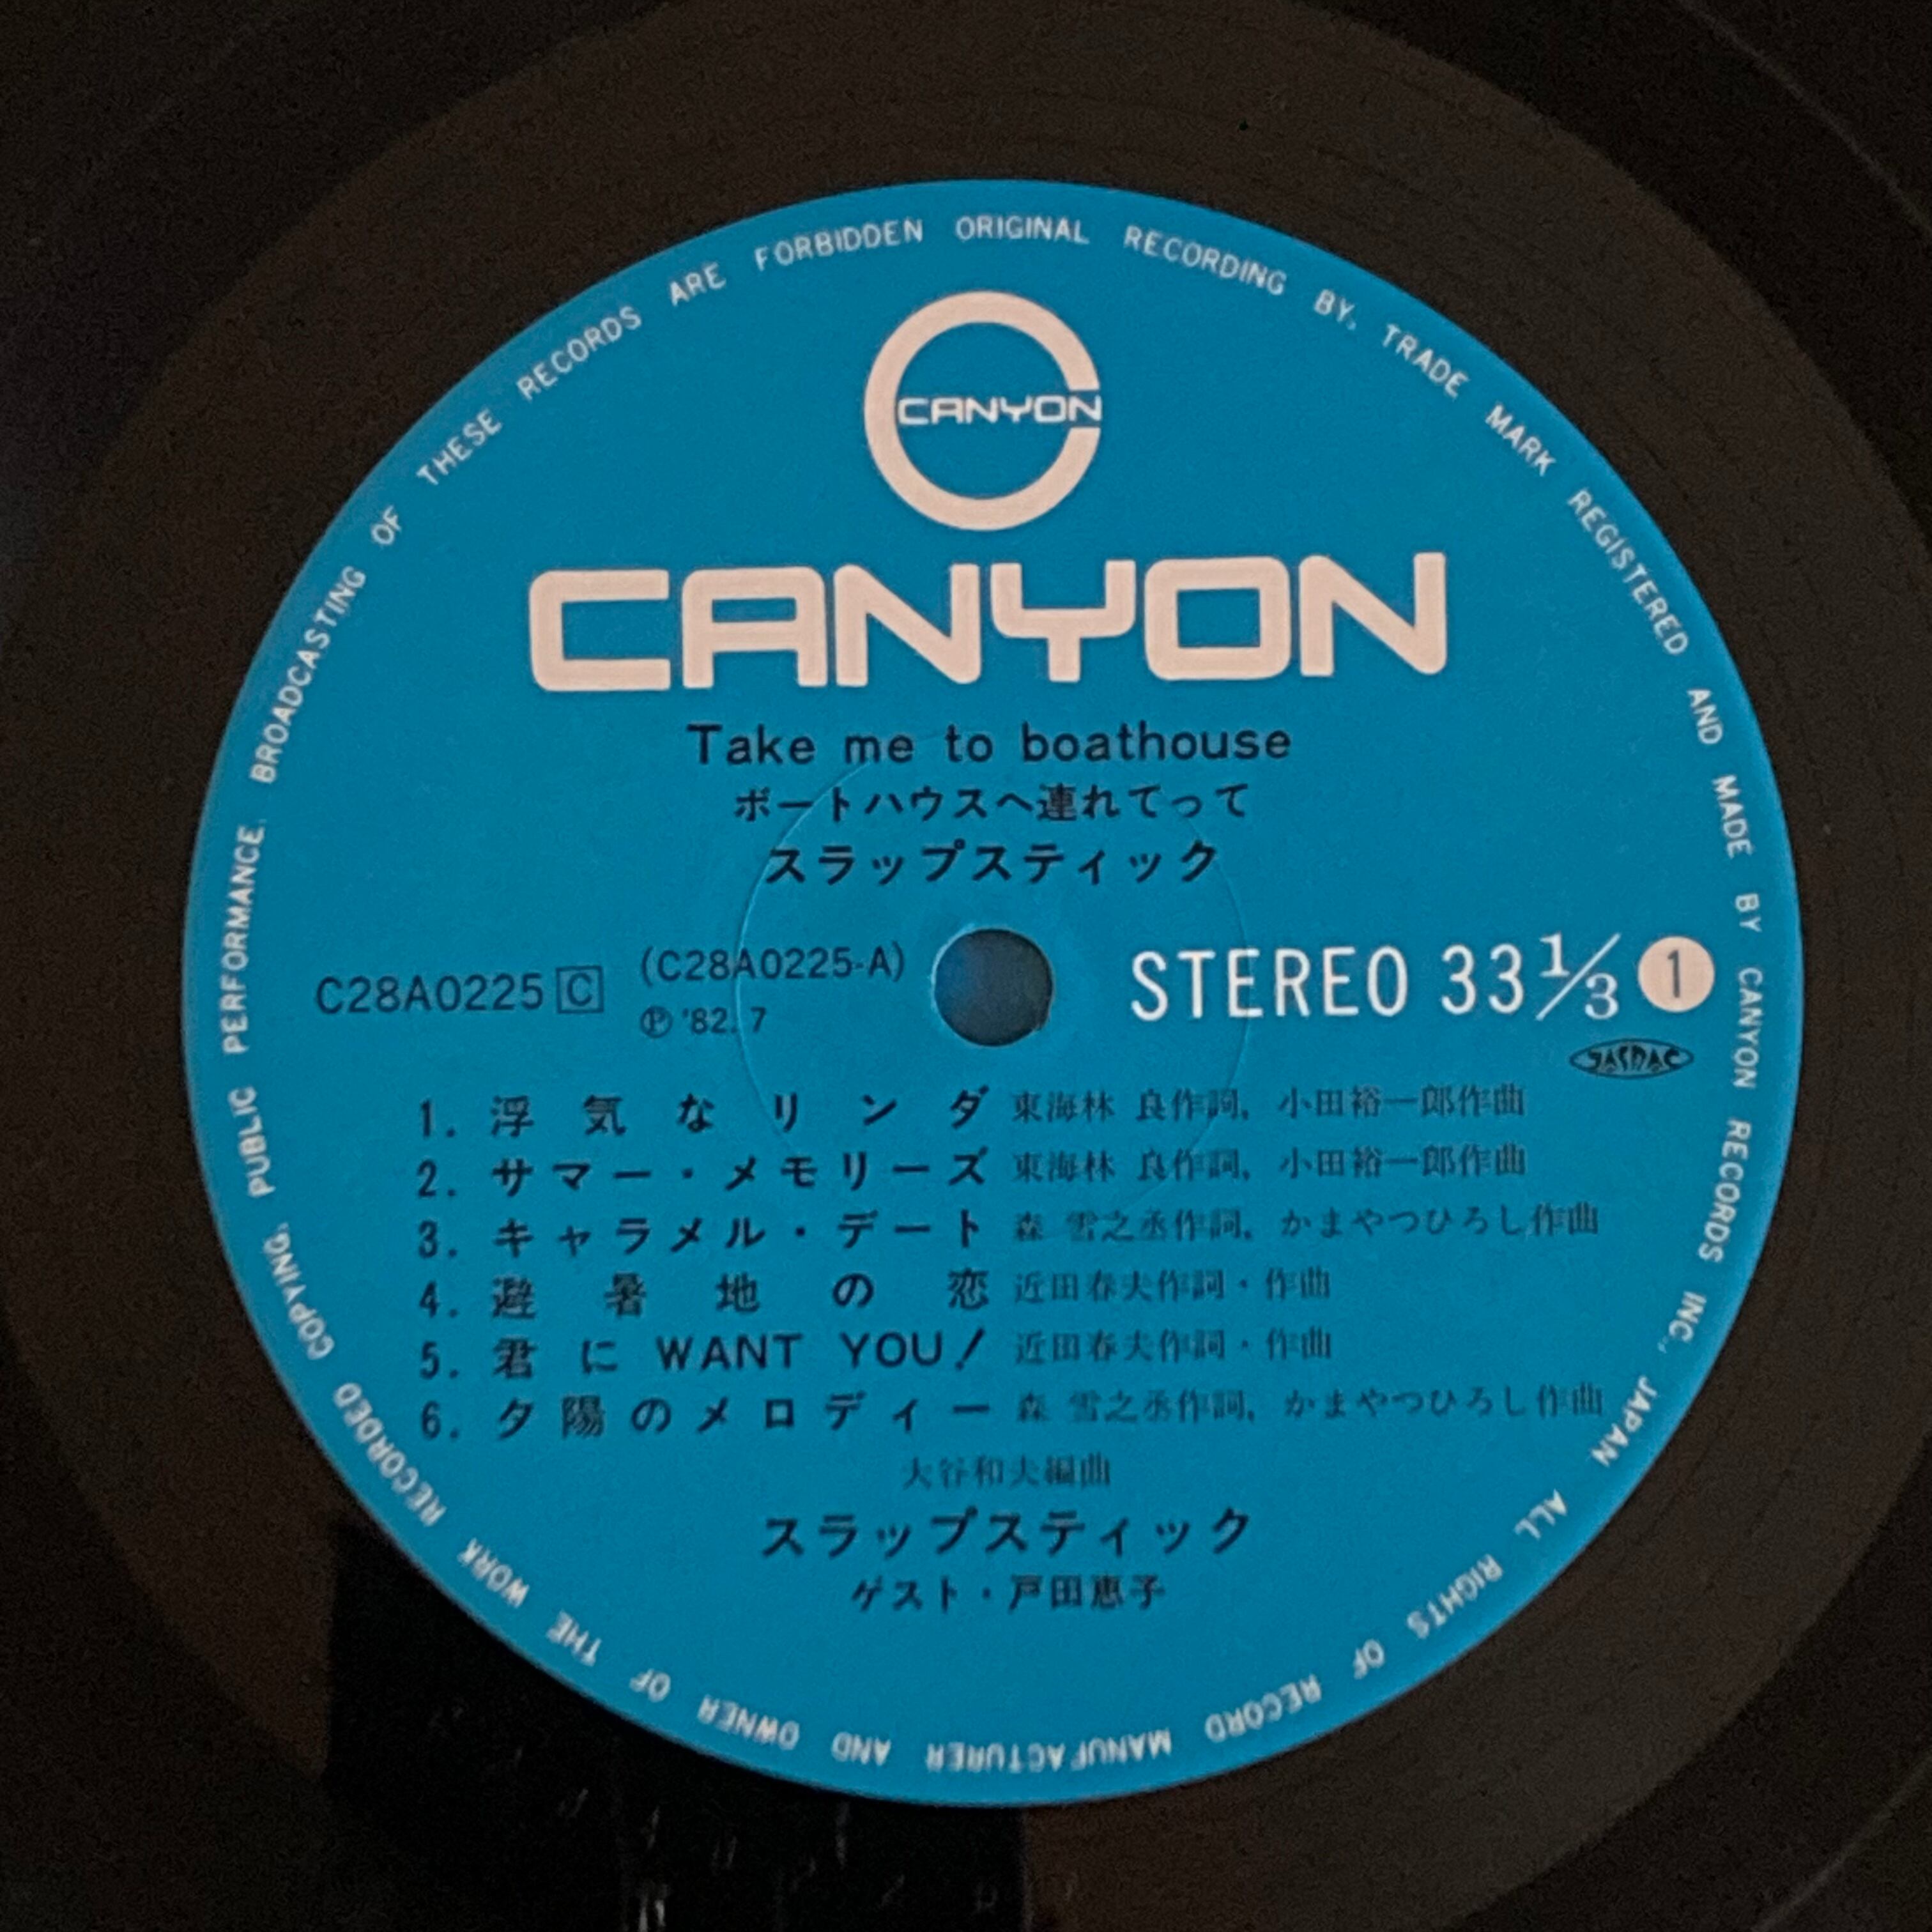 COPYING. PUBLIC PERFORMANCE. BROADCASTING OF THESE RECORDS ARE FORBIDDEN ORIGINAL RECORDING BY. TRADE MARK REGISTERED AND MADE BY CANYON RECORDS INC., JAPAN ALL RIGHTS OF RECORD MANUFACTURER AND OWNER OF THE WORK RECORDED
CANYON
CANYON
Take me to boathouse
ボートハウスへ連れてって
スラップスティック
C28A0225 C (C28A0225-A)
℗ '82. 7
STEREO 33 1/3 1
JASRAC
1. 浮気なリンダ 東海林 良作詞, 小田裕一郎作曲
2. サマー・メモリーズ 東海林 良作詞, 小田裕一郎作曲
3. キャラメル・デート 森 雪之丞作詞, かまやつひろし作曲
4. 避暑地の恋 近田春夫作詞・作曲
5. 君に WANT YOU! 近田春夫作詞・作曲
6. 夕陽のメロディー 森 雪之丞作詞, かまやつひろし作曲
大谷和夫編曲
スラップスティック
ゲスト・戸田恵子